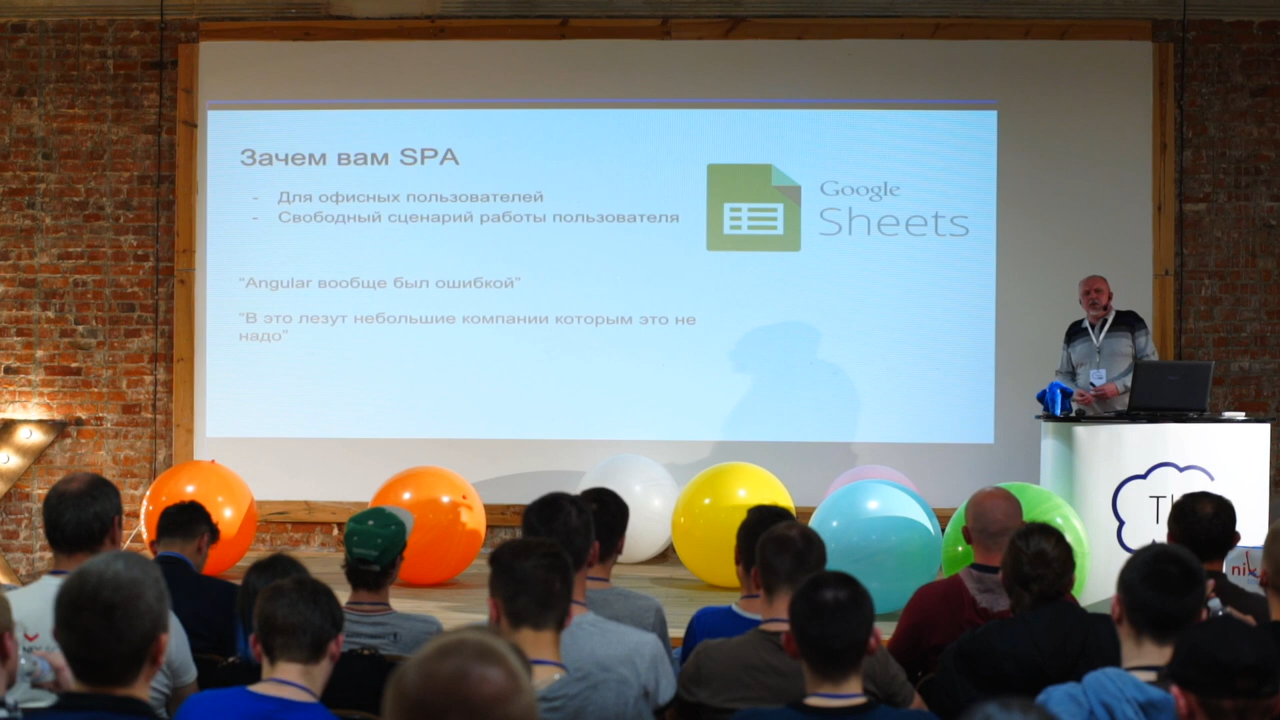 Зачем вам SPA
- Для офисных пользователей
- Свободный сценарий работы пользователя
Google
Sheets
“Angular вообще был ошибкой”
“В это лезут небольшие компании которым это не
надо”
nix